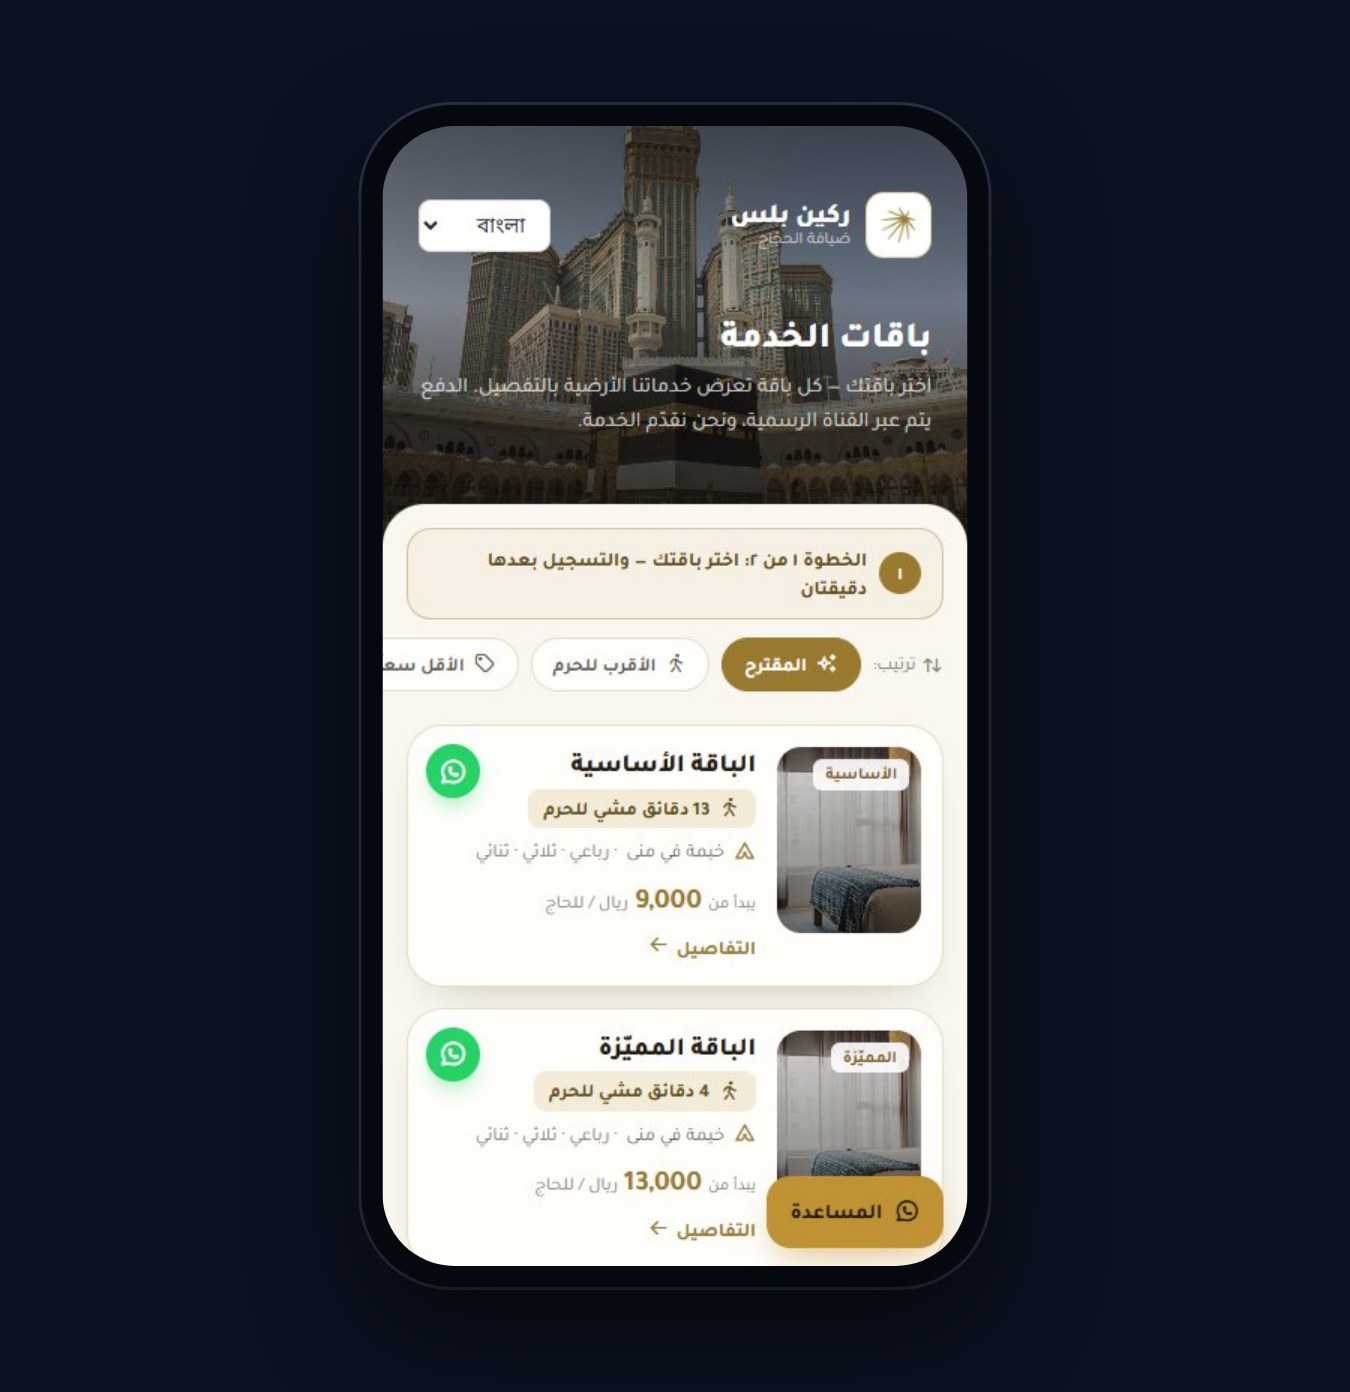 ركين بلس
ضيافة الحجاج
বাংলা
باقات الخدمة
اختر باقتك – كل باقة تعرض خدماتنا الأرضية بالتفصيل. الدفع
يتم عبر القناة الرسمية، ونحن نقدّم الخدمة.
١
الخطوة ١ من ٢: اختر باقتك – والتسجيل بعدها
دقيقتان
ترتيب:
المقترح
الأقرب للحرم
الأقل سع
الأساسية
الباقة الأساسية
13 دقائق مشي للحرم
خيمة في منى · رباعي · ثلاثي · ثنائي
يبدأ من 9,000 ريال / للحاج
التفاصيل ←
المميّزة
الباقة المميّزة
4 دقائق مشي للحرم
خيمة في منى · رباعي · ثلاثي · ثنائي
يبدأ من 13,000 ريال / للحاج
التفاصيل ←
المساعدة